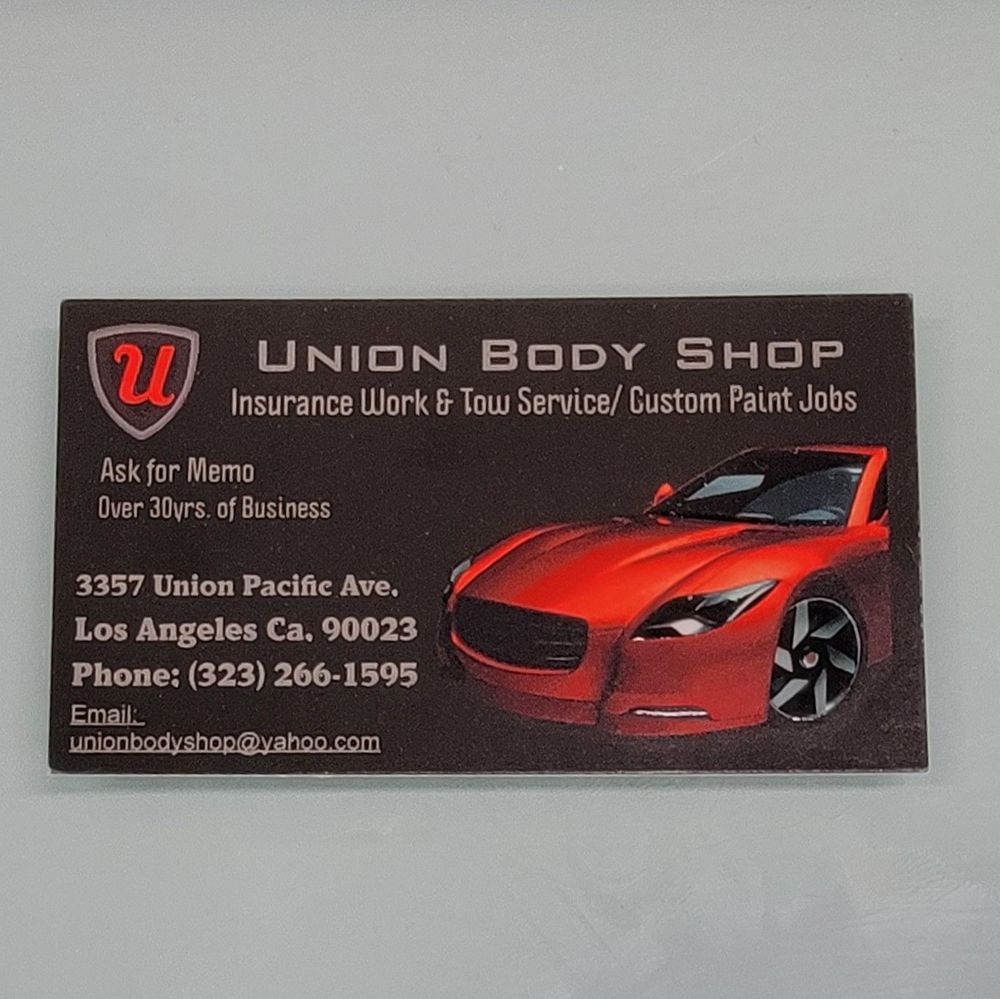 U
UNION BODY SHOP
Insurance Work & Tow Service/ Custom Paint Jobs
Ask for Memo
Over 30yrs. of Business
3357 Union Pacific Ave.
Los Angeles Ca. 90023
Phone: (323) 266-1595
Email:
unionbodyshop@yahoo.com